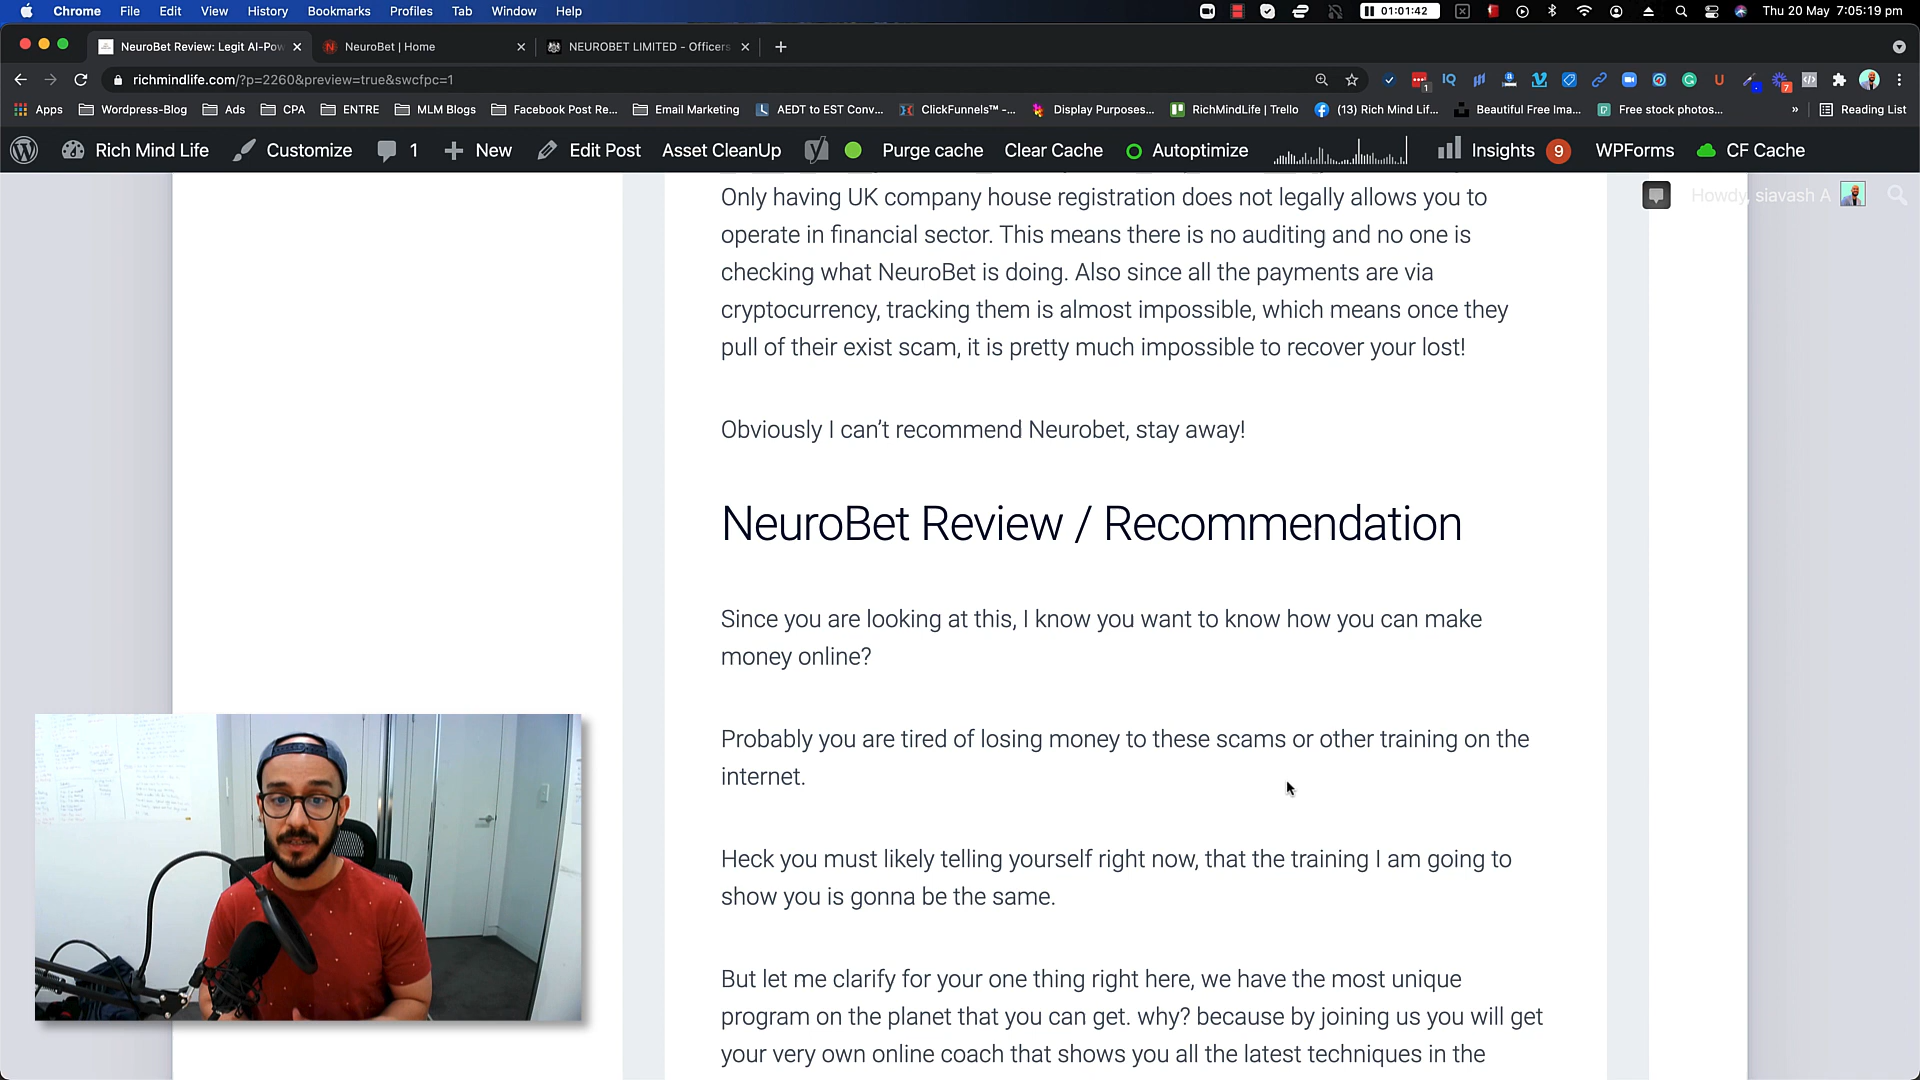 Chrome File Edit View History Bookmarks Profiles Tab Window Help 01:01:42 Thu 20 May 7:05:19 pm
NeuroBet Review: Legit AI-Pow NeuroBet | Home NEUROBET LIMITED - Officers
richmindlife.com/?p=2260&preview=true&swcfpc=1
Apps Wordpress-Blog Ads CPA ENTRE MLM Blogs Facebook Post Re... Email Marketing AEDT to EST Conv... ClickFunnels™ -... Display Purposes... RichMindLife | Trello (13) Rich Mind Lif... Beautiful Free Ima... Free stock photos... » Reading List
Rich Mind Life Customize 1 New Edit Post Asset CleanUp Purge cache Clear Cache Autoptimize Insights 9 WPForms CF Cache
Howdy, siavash A
Only having UK company house registration does not legally allows you to
operate in financial sector. This means there is no auditing and no one is
checking what NeuroBet is doing. Also since all the payments are via
cryptocurrency, tracking them is almost impossible, which means once they
pull of their exist scam, it is pretty much impossible to recover your lost!
Obviously I can’t recommend Neurobet, stay away!
NeuroBet Review / Recommendation
Since you are looking at this, I know you want to know how you can make
money online?
Probably you are tired of losing money to these scams or other training on the
internet.
Heck you must likely telling yourself right now, that the training I am going to
show you is gonna be the same.
But let me clarify for your one thing right here, we have the most unique
program on the planet that you can get. why? because by joining us you will get
your very own online coach that shows you all the latest techniques in the